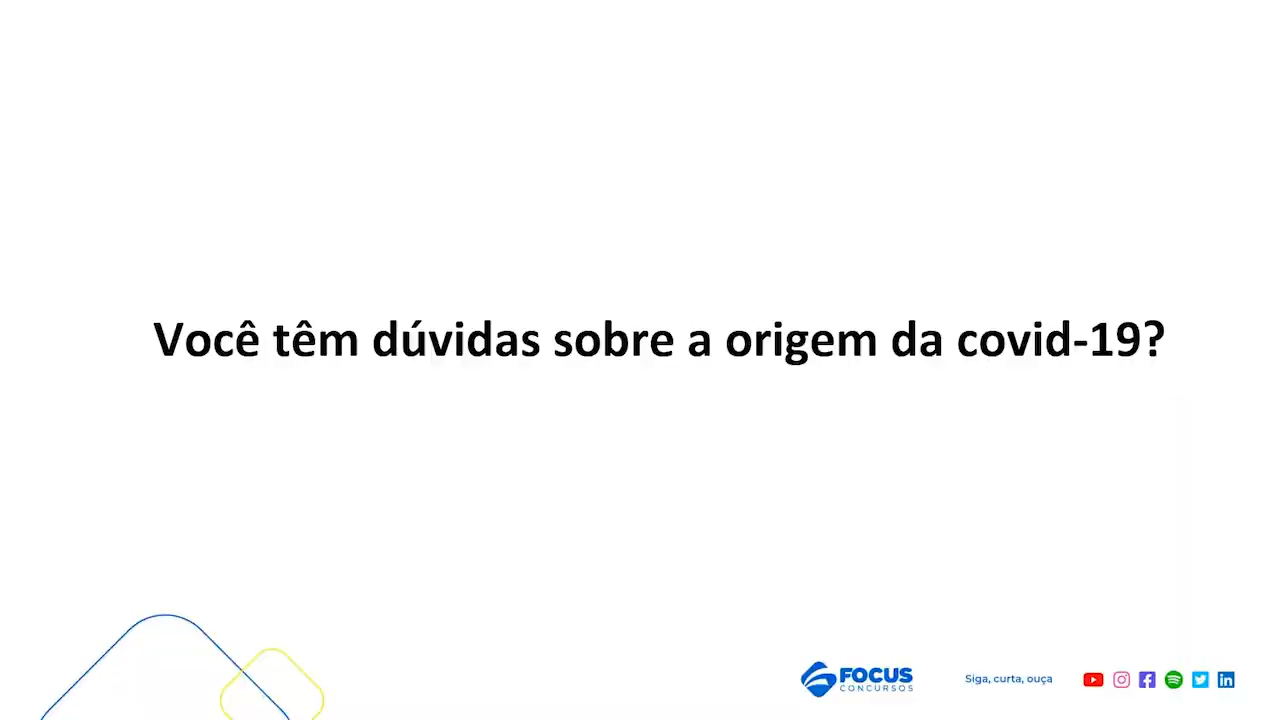 Você têm dúvidas sobre a origem da covid-19?
FOCUS
CONCURSOS
Siga, curta, ouça